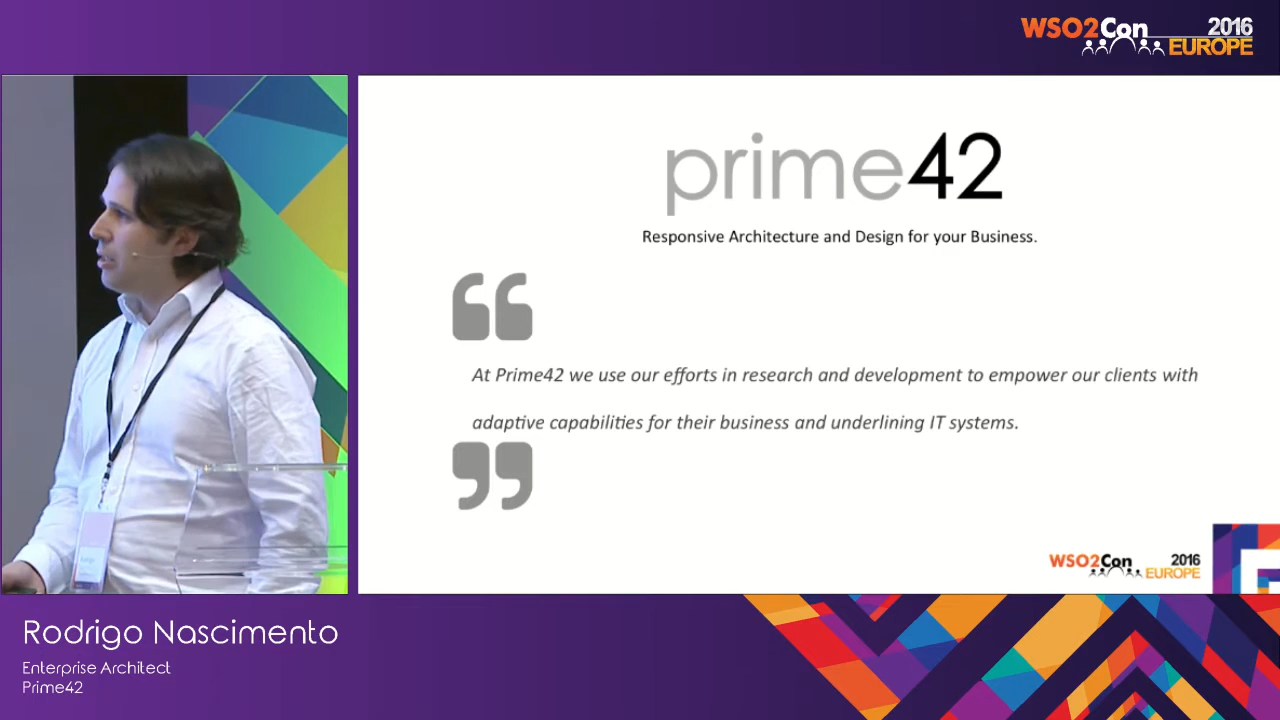 WSO2Con 2016
EUROPE
prime42
Responsive Architecture and Design for your Business.
At Prime42 we use our efforts in research and development to empower our clients with
adaptive capabilities for their business and underlining IT systems.
WSO2Con 2016
EUROPE
Rodrigo Nascimento
Enterprise Architect
Prime42